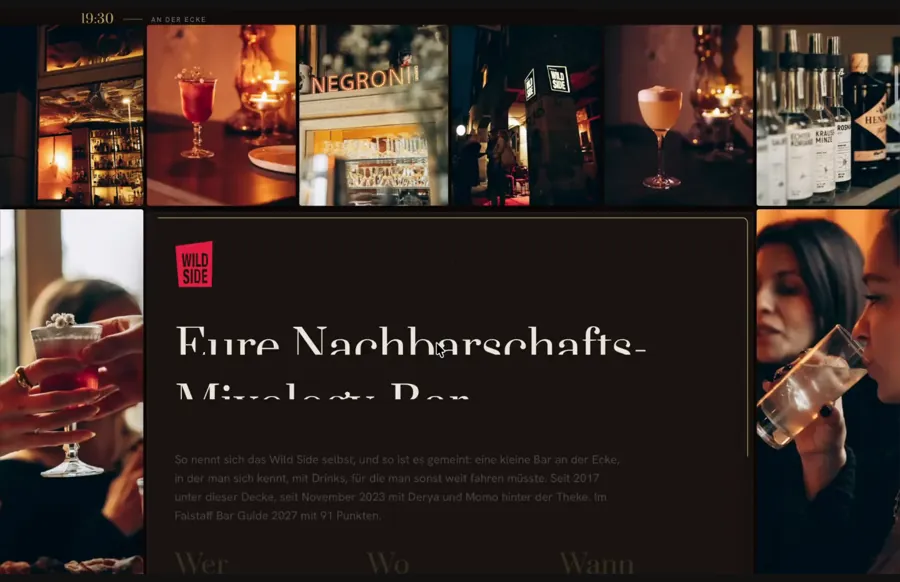 19:30
AN DER ECKE
NEGRONI
WILD
SIDE
WILD
SIDE
Eure Nachbarschafts-
Mixology Bar
So nennt sich das Wild Side selbst, und so ist es gemeint: eine kleine Bar an der Ecke,
in der man sich kennt, mit Drinks, für die man sonst weit fahren müsste. Seit 2017
unter dieser Decke, seit November 2023 mit Derya und Momo hinter der Theke. Im
Falstaff Bar Guide 2027 mit 91 Punkten.
Wer
Wo
Wann